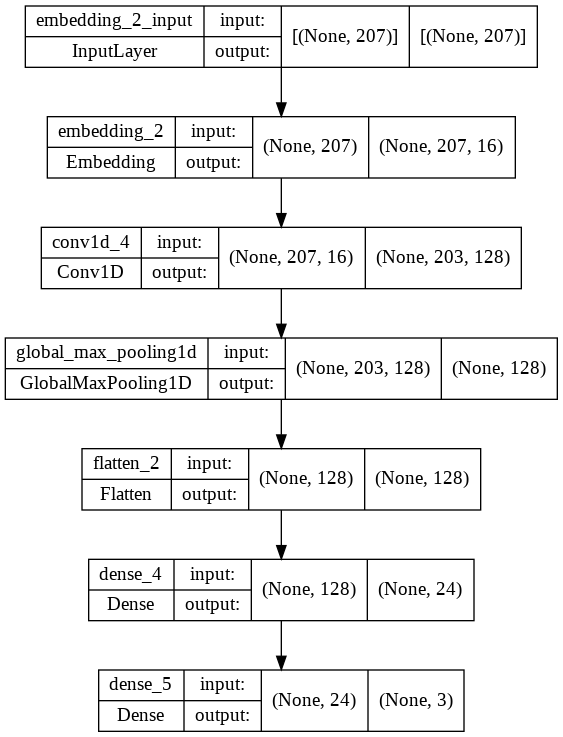 embedding_2_input input: [(None, 207)] [(None, 207)]
InputLayer output:
embedding_2 input: (None, 207) (None, 207, 16)
Embedding output:
conv1d_4 input: (None, 207, 16) (None, 203, 128)
Conv1D output:
global_max_pooling1d input: (None, 203, 128) (None, 128)
GlobalMaxPooling1D output:
flatten_2 input: (None, 128) (None, 128)
Flatten output:
dense_4 input: (None, 128) (None, 24)
Dense output:
dense_5 input: (None, 24) (None, 3)
Dense output: